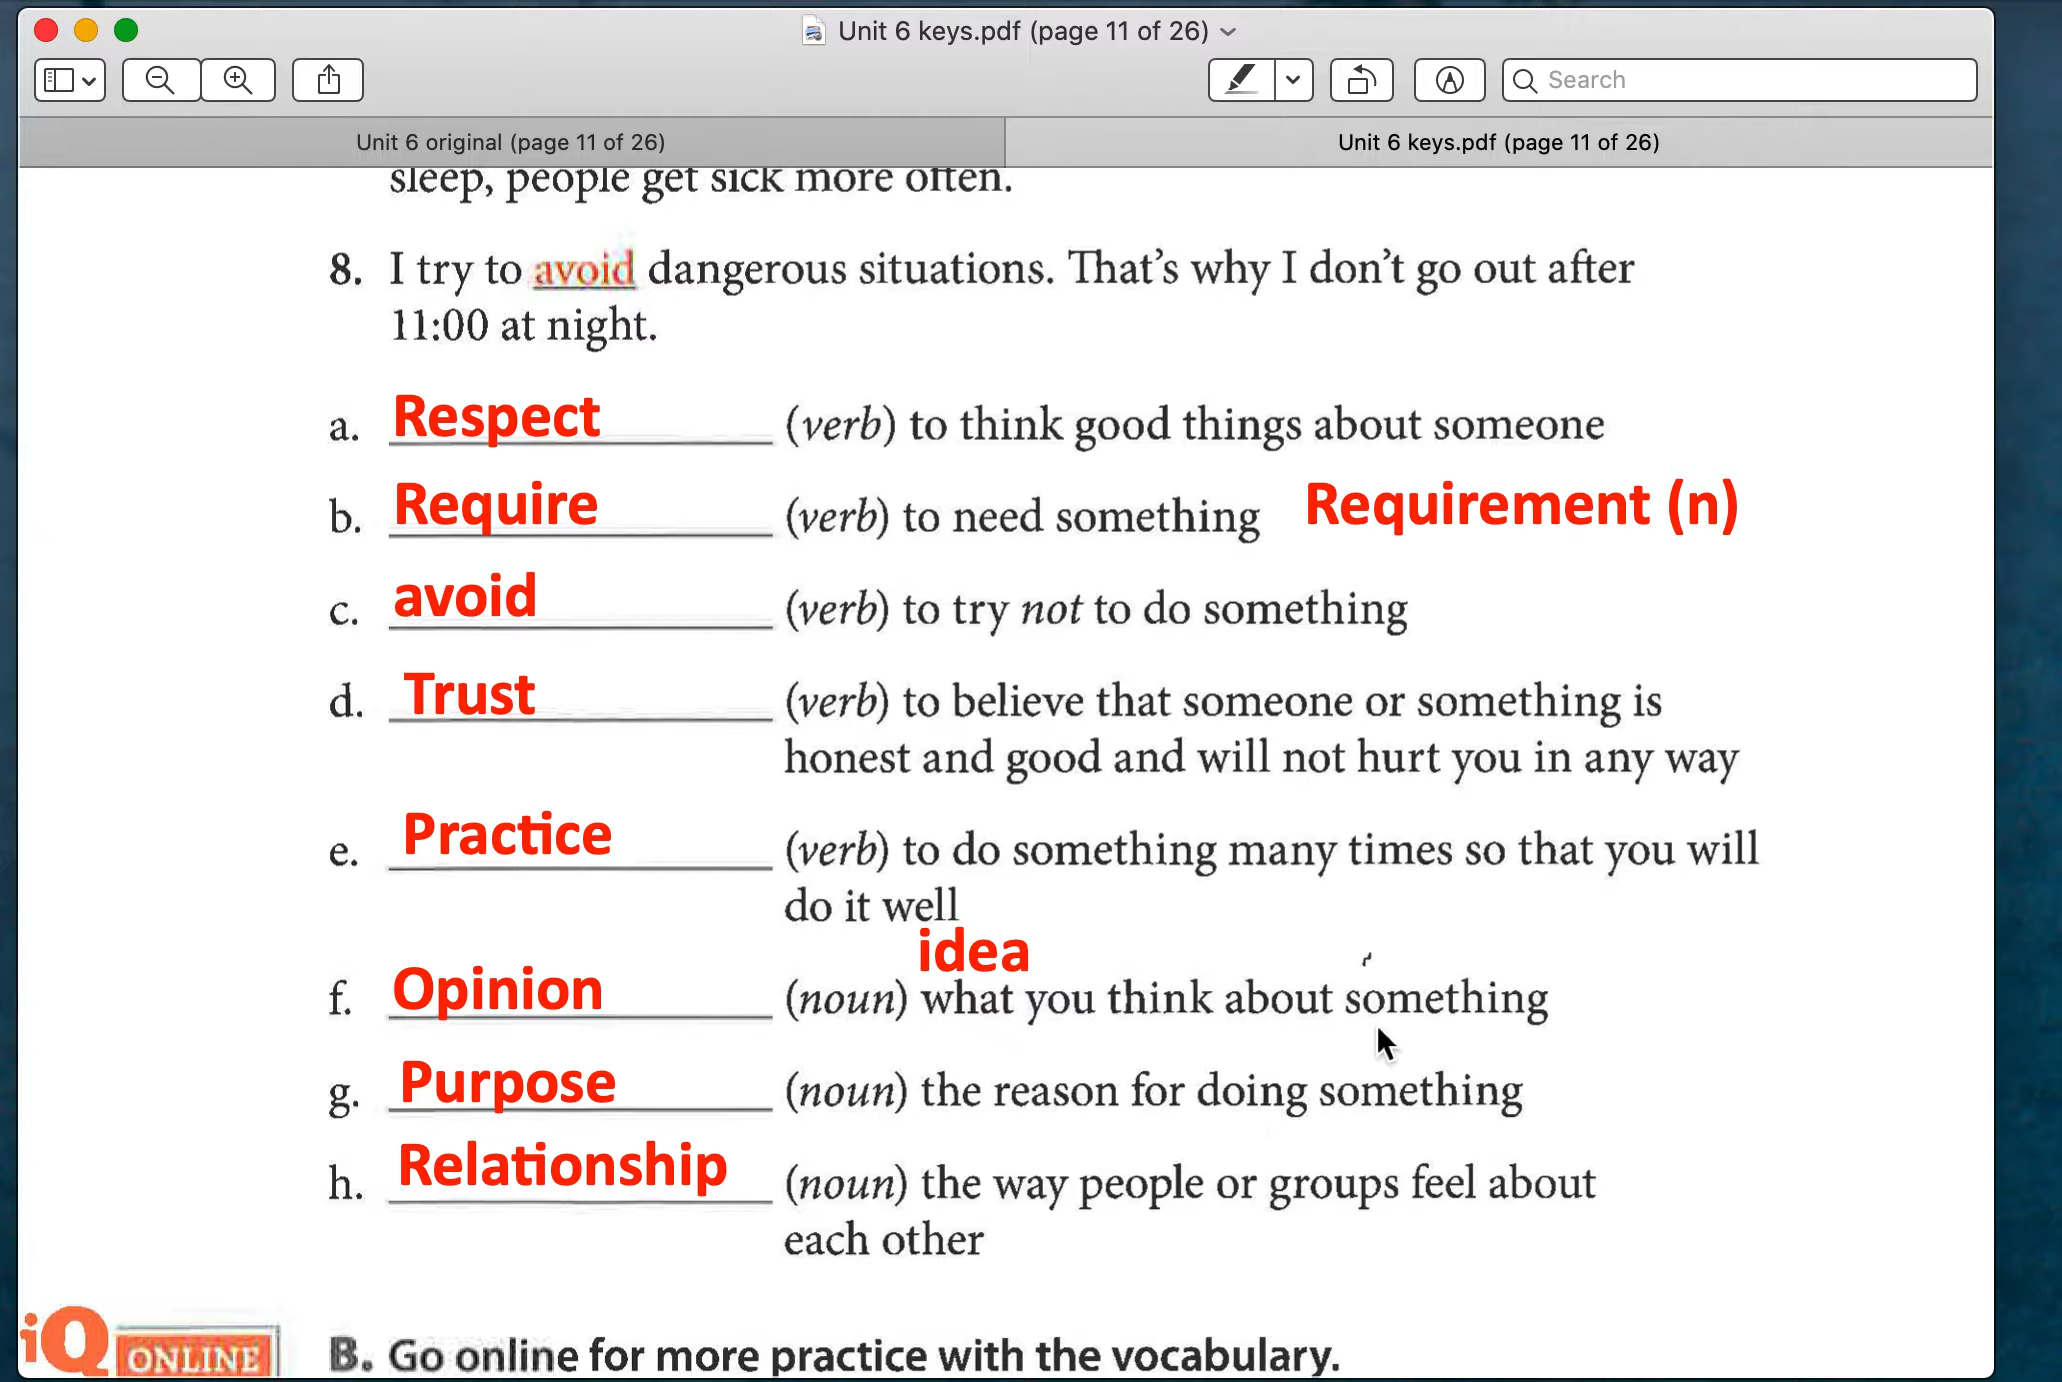 Unit 6 keys.pdf (page 11 of 26)
Search
Unit 6 original (page 11 of 26)
Unit 6 keys.pdf (page 11 of 26)
sleep, people get sick more often.
8. I try to avoid dangerous situations. That's why I don't go out after
11:00 at night.
a. Respect (verb) to think good things about someone
b. Require (verb) to need something Requirement (n)
c. avoid (verb) to try not to do something
d. Trust (verb) to believe that someone or something is
honest and good and will not hurt you in any way
e. Practice (verb) to do something many times so that you will
do it well
idea
f. Opinion (noun) what you think about something
g. Purpose (noun) the reason for doing something
h. Relationship (noun) the way people or groups feel about
each other
iQ ONLINE
B. Go online for more practice with the vocabulary.